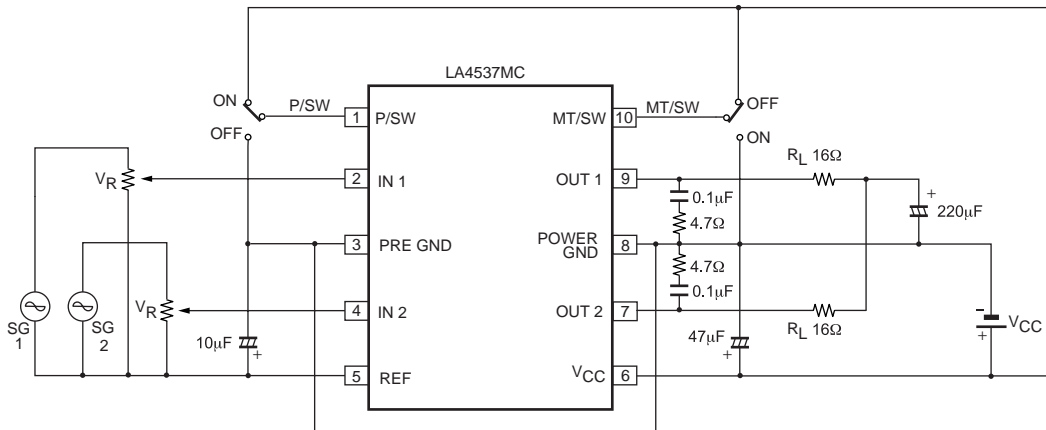 LA4537MC
ON
P/SW
OFF
1
P/SW
MT/SW
10
MT/SW
OFF
ON
VR
2
IN 1
OUT 1
9
RL 16Ω
0.1μF
4.7Ω
+
220μF
3
PRE GND
POWER
GND
8
4.7Ω
0.1μF
SG
1
SG
2
VR
4
IN 2
OUT 2
7
RL 16Ω
-
+
VCC
10μF
+
47μF
+
5
REF
VCC
6